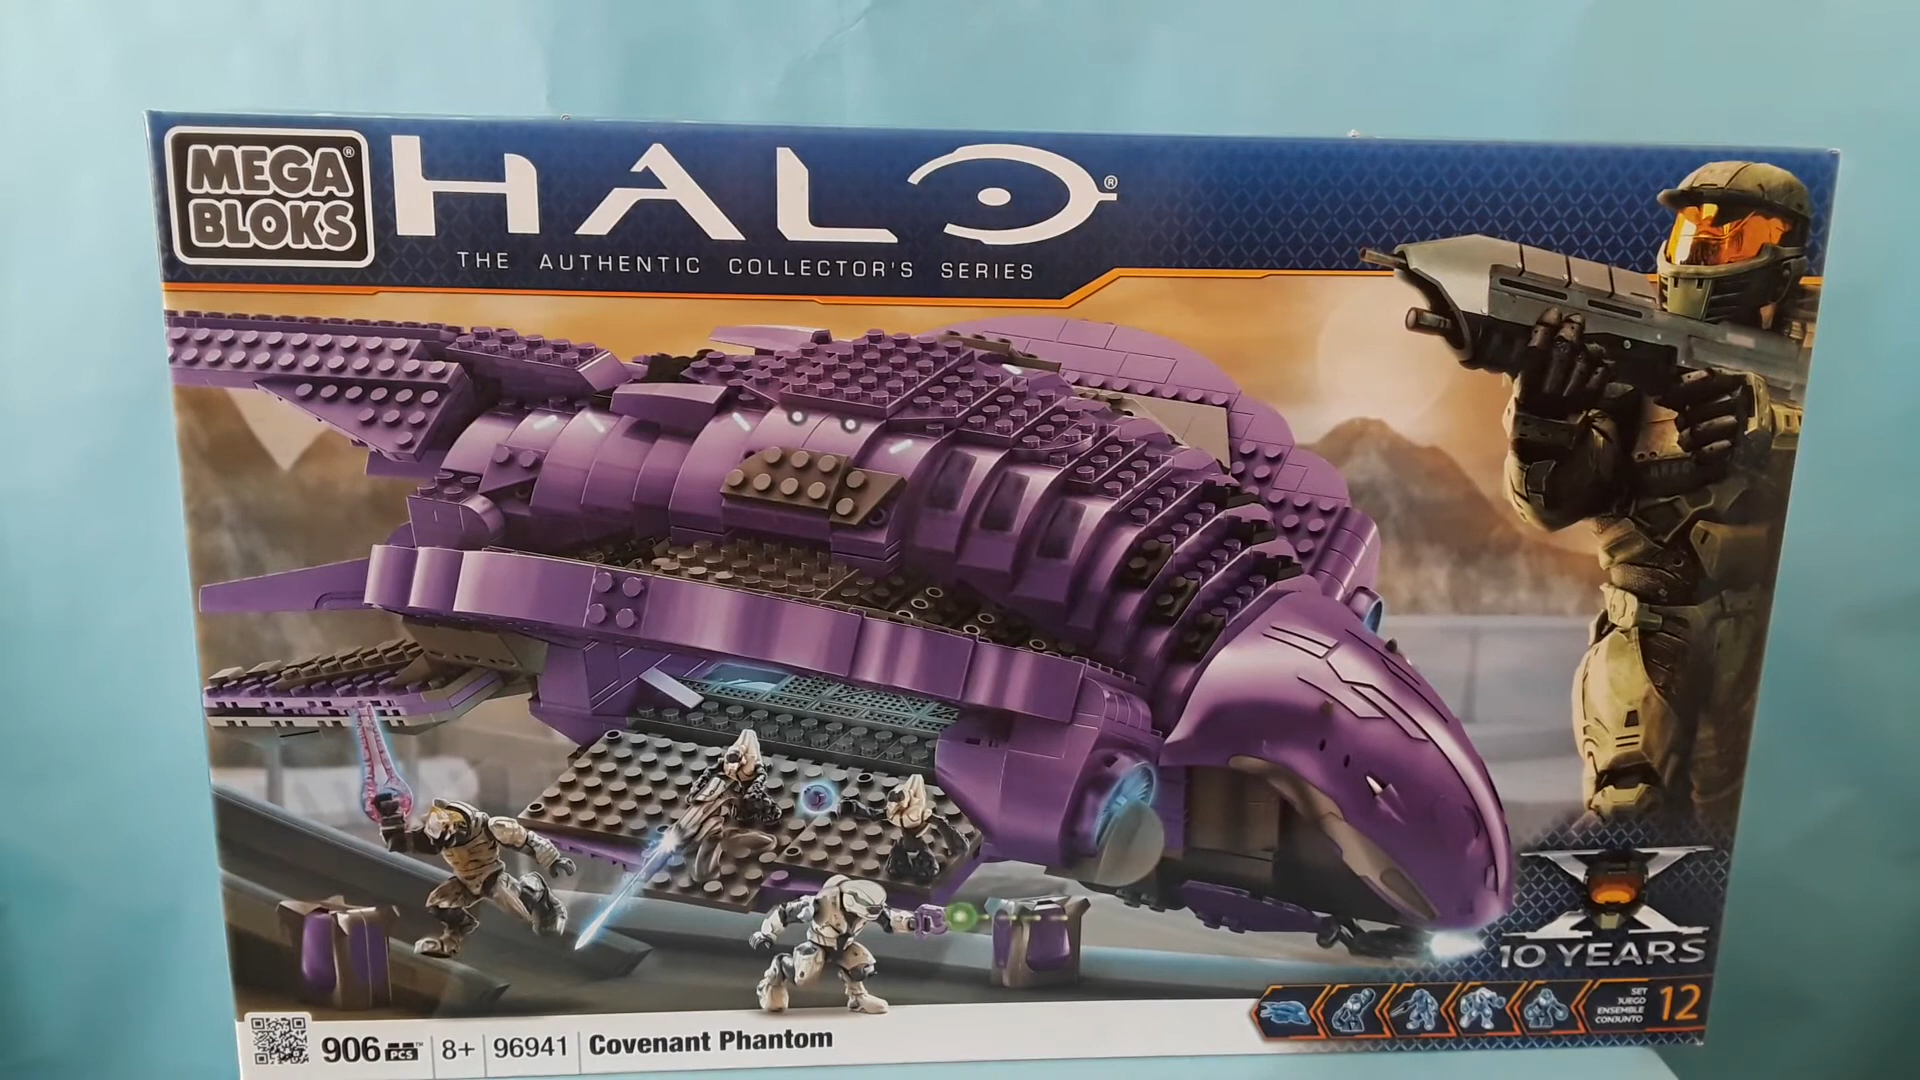 MEGA®
BLOKS
HALO®
THE AUTHENTIC COLLECTOR'S SERIES
10 YEARS
SET
JUEGO
ENSEMBLE
CONJUNTO
12
906 PCS™ 8+ 96941 Covenant Phantom